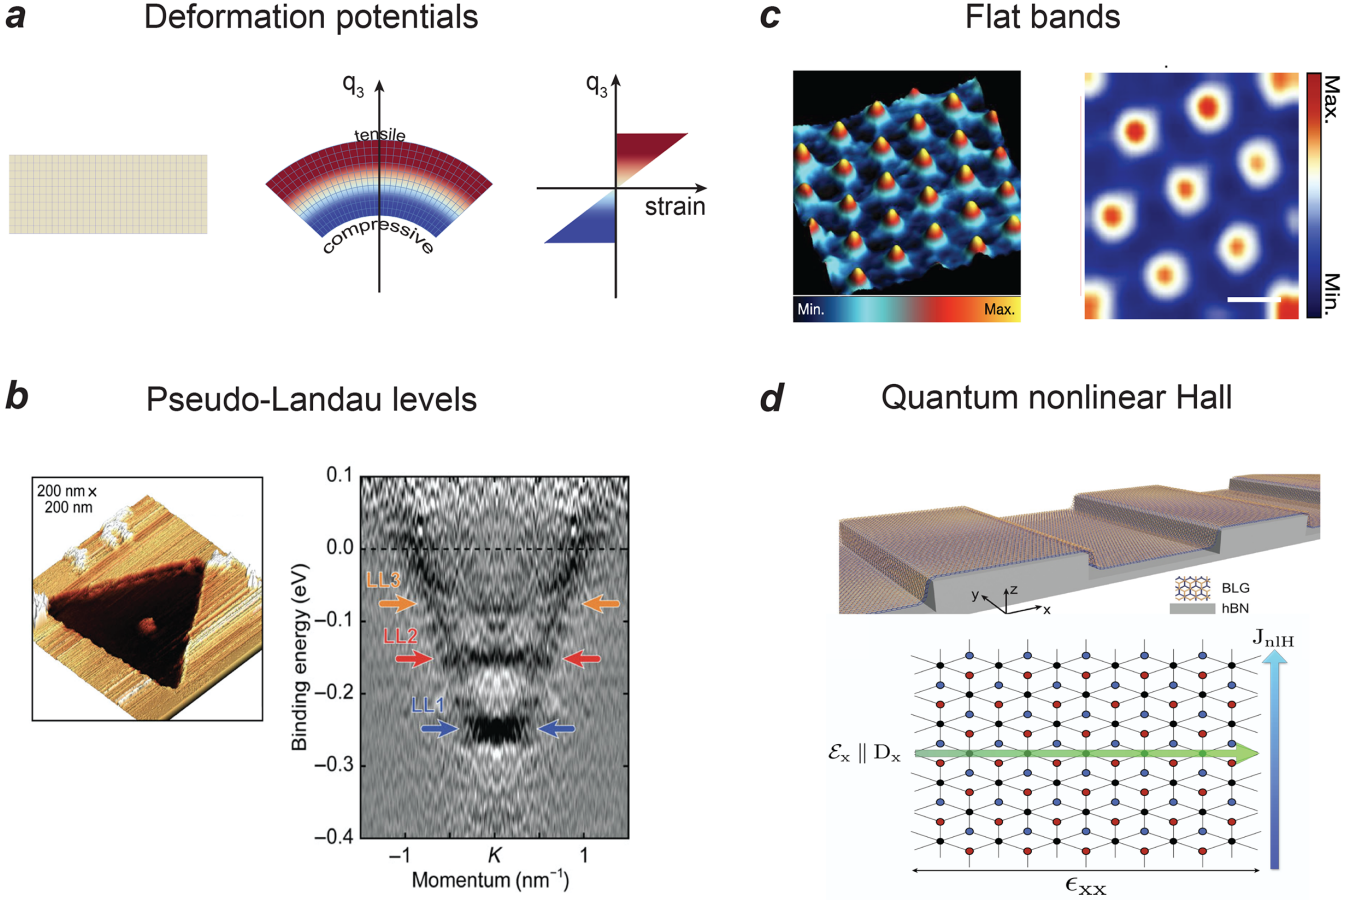 a
Deformation potentials
q3
tensile
compressive
q3
strain
c
Flat bands
Min.
Max.
Max.
Min.
b
Pseudo-Landau levels
200 nm ×
200 nm
Binding energy (eV)
0.1
0.0
–0.1
–0.2
–0.3
–0.4
LL3
LL2
LL1
–1
K
1
Momentum (nm⁻¹)
d
Quantum nonlinear Hall
y
z
x
BLG
hBN
JnlH
ℰx ∥ Dx
ϵxx